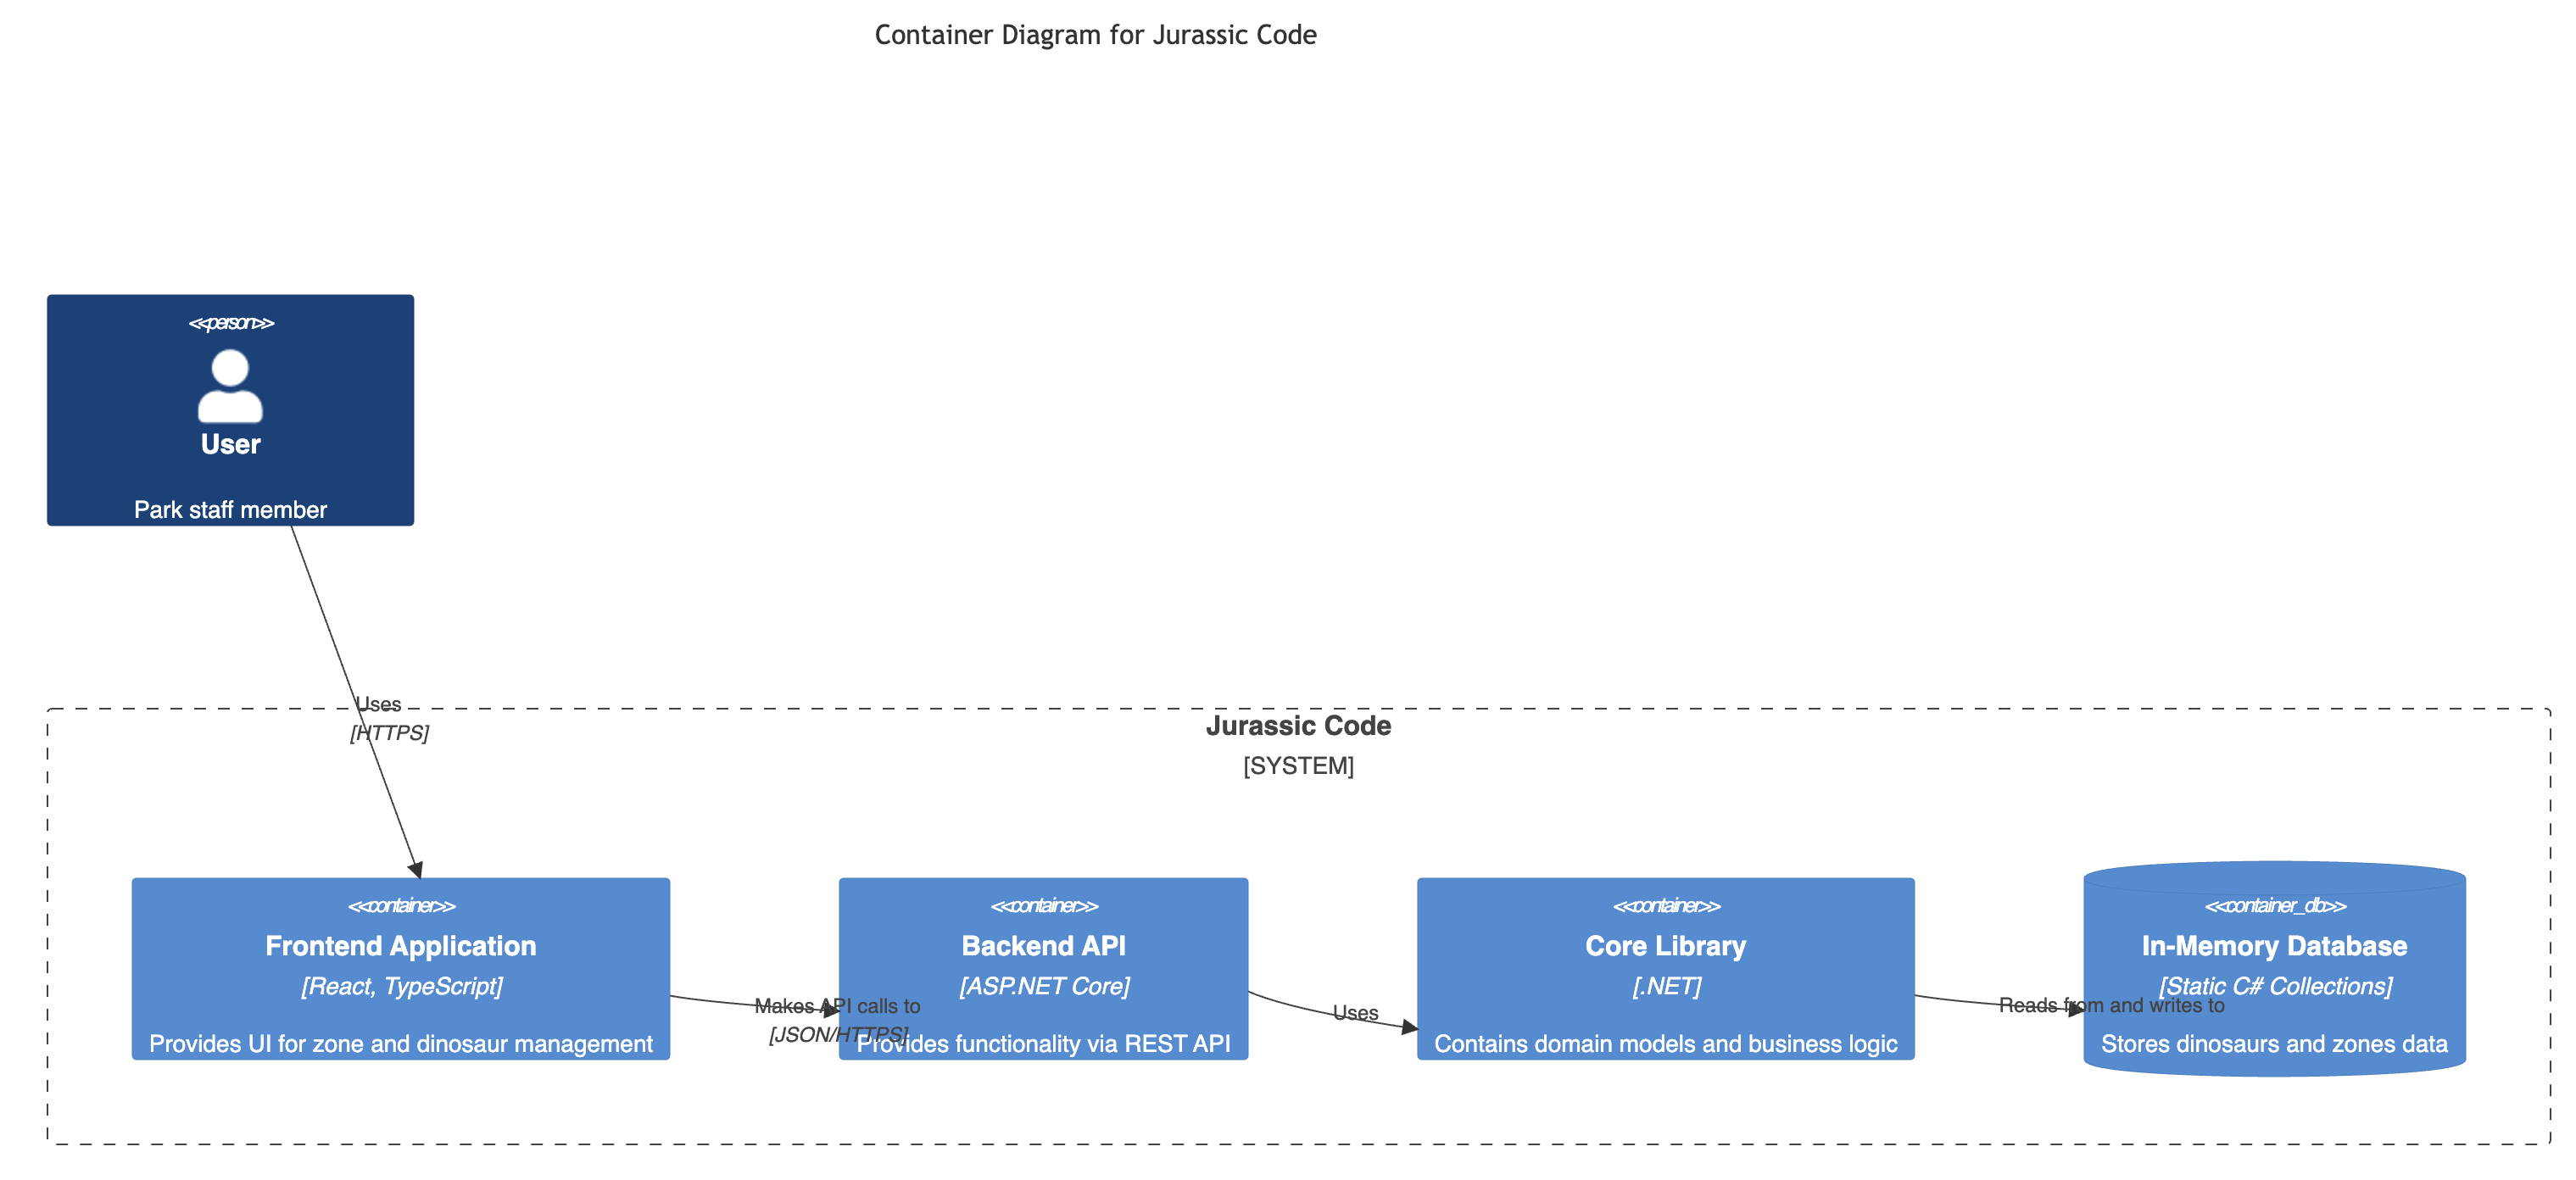 Container Diagram for Jurassic Code
<<person>>
User
Park staff member
Uses
[HTTPS]
Jurassic Code
[SYSTEM]
<<container>>
Frontend Application
[React, TypeScript]
Provides UI for zone and dinosaur management
Makes API calls to
[JSON/HTTPS]
<<container>>
Backend API
[ASP.NET Core]
Provides functionality via REST API
Uses
<<container>>
Core Library
[.NET]
Contains domain models and business logic
Reads from and writes to
<<container_db>>
In-Memory Database
[Static C# Collections]
Stores dinosaurs and zones data